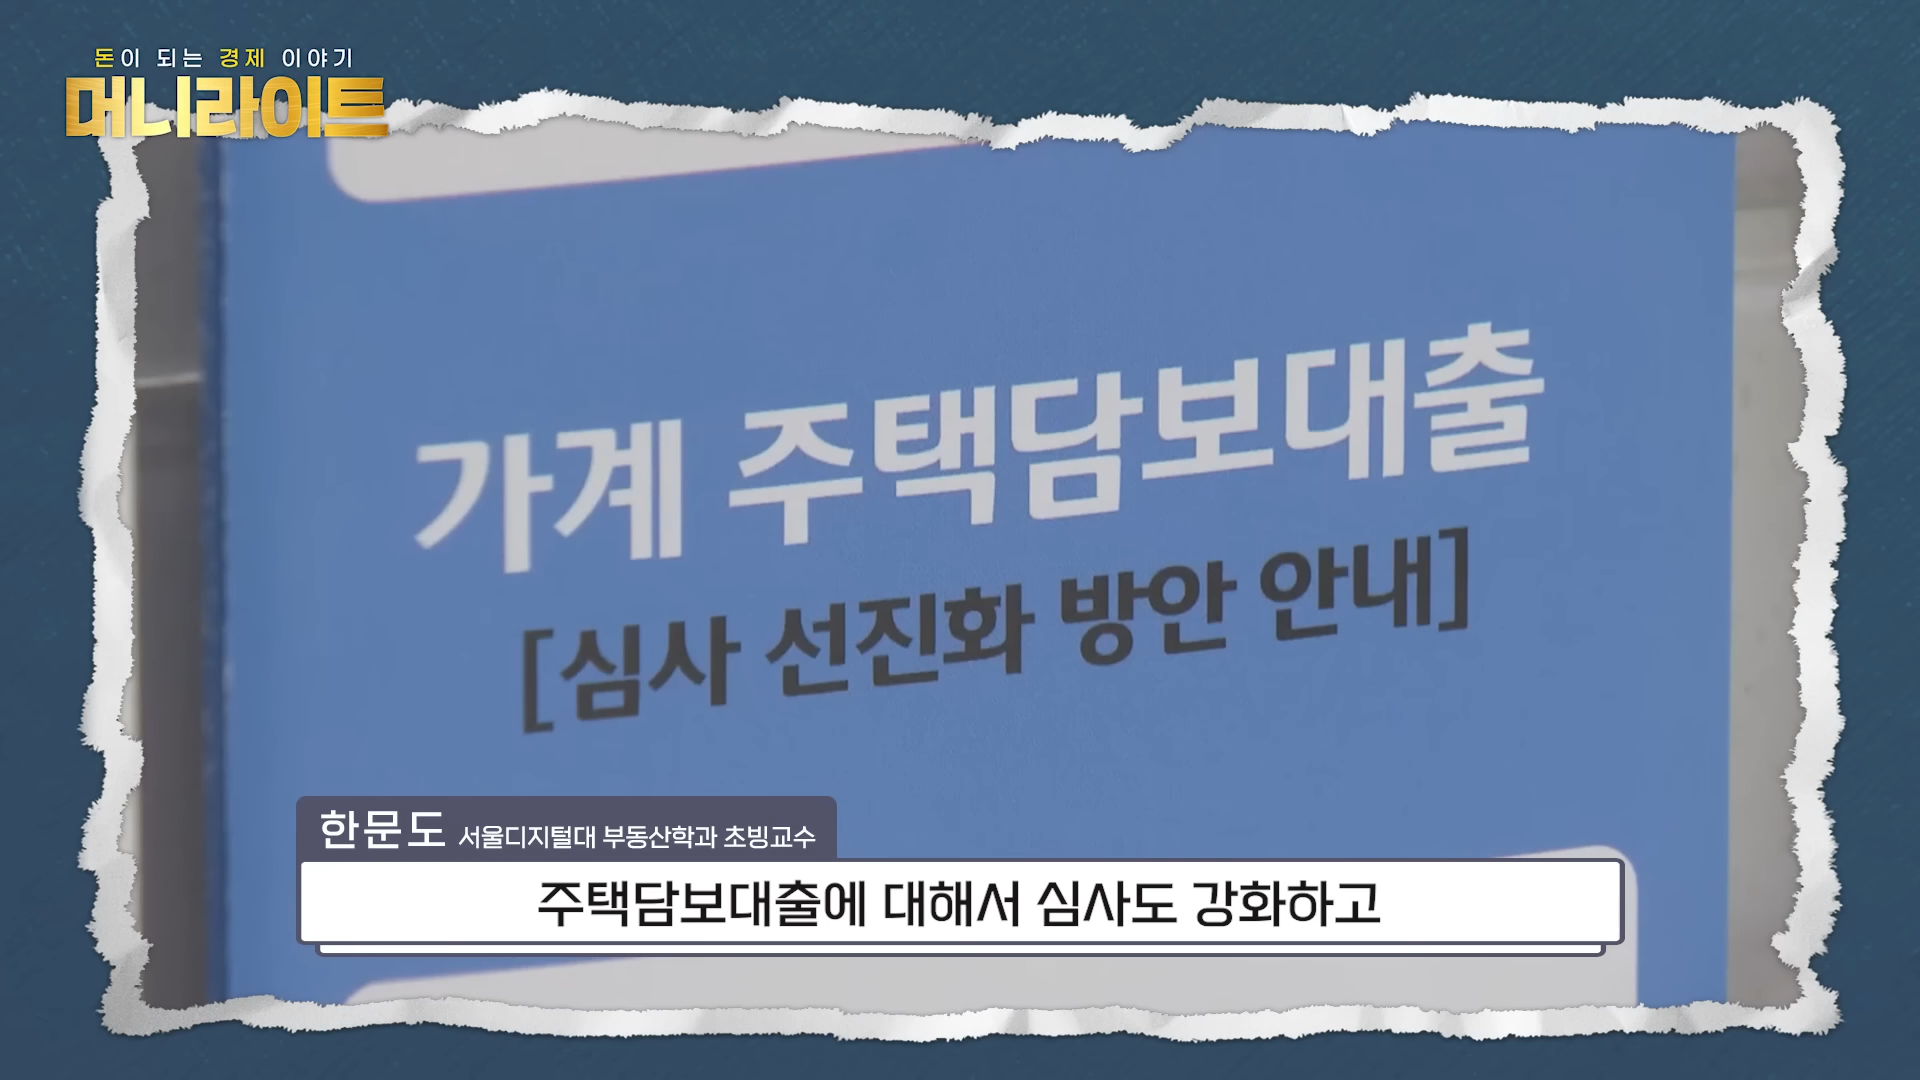 돈이 되는 경제 이야기
머니라이트
가계 주택담보대출
[심사 선진화 방안 안내]
한문도 서울디지털대 부동산학과 초빙교수
주택담보대출에 대해서 심사도 강화하고